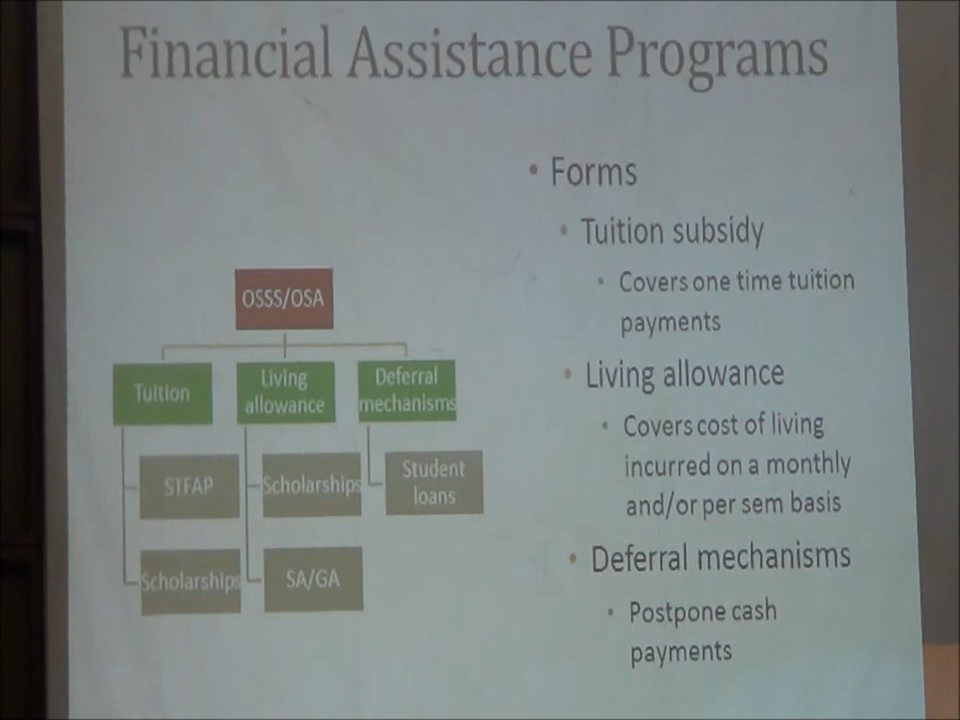 Financial Assistance Programs
OSSS/OSA
Tuition
Living
allowance
Deferral
mechanisms
STFAP
Scholarships
Student
loans
Scholarships
SA/GA
• Forms
• Tuition subsidy
• Covers one time tuition
payments
• Living allowance
• Covers cost of living
incurred on a monthly
and/or per sem basis
• Deferral mechanisms
• Postpone cash
payments